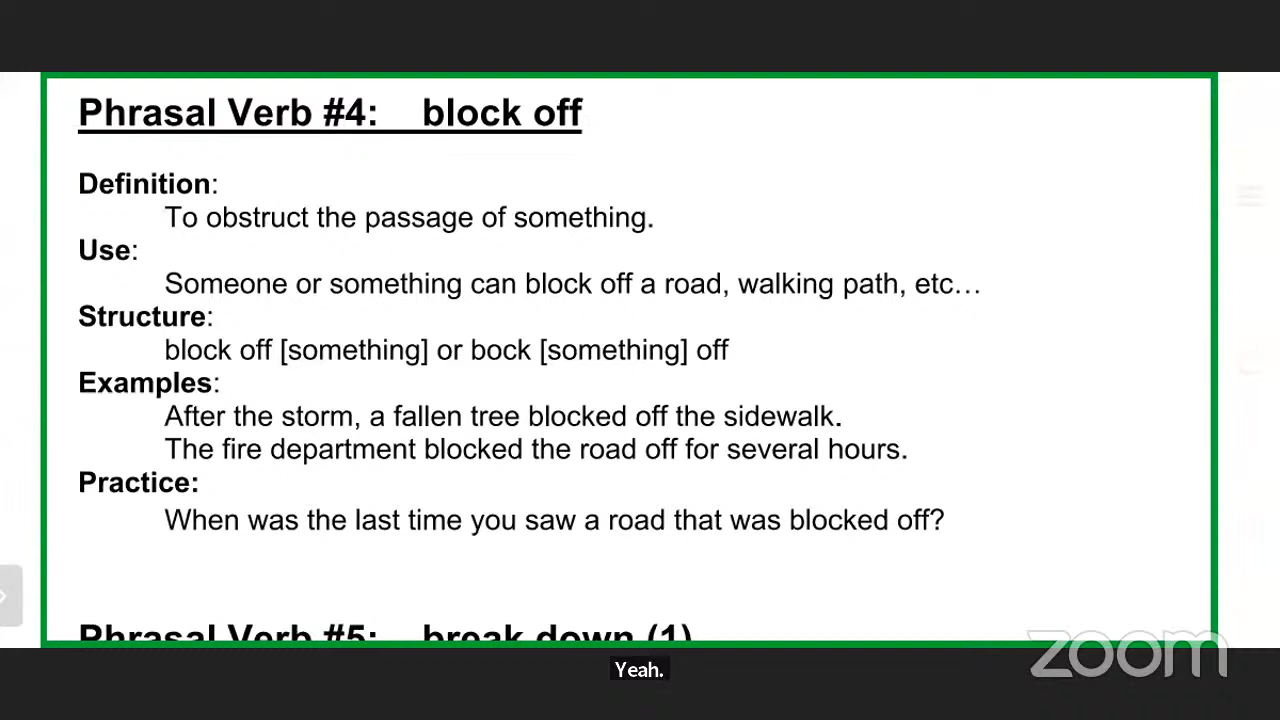 Phrasal Verb #4: block off
Definition:
To obstruct the passage of something.
Use:
Someone or something can block off a road, walking path, etc…
Structure:
block off [something] or bock [something] off
Examples:
After the storm, a fallen tree blocked off the sidewalk.
The fire department blocked the road off for several hours.
Practice:
When was the last time you saw a road that was blocked off?
Phrasal Verb #5: break down (1)
Yeah.
zoom